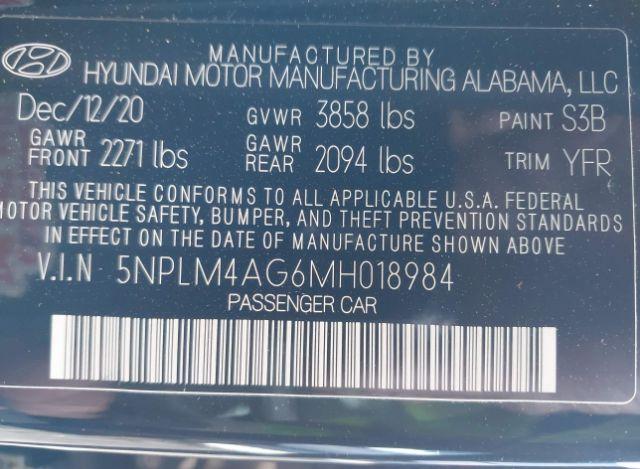 MANUFACTURED BY
HYUNDAI MOTOR MANUFACTURING ALABAMA, LLC
Dec/12/20 GVWR 3858 lbs PAINT S3B
GAWR FRONT 2271 lbs GAWR REAR 2094 lbs TRIM YFR
THIS VEHICLE CONFORMS TO ALL APPLICABLE U.S.A. FEDERAL
MOTOR VEHICLE SAFETY, BUMPER, AND THEFT PREVENTION STANDARDS
IN EFFECT ON THE DATE OF MANUFACTURE SHOWN ABOVE
V.I.N 5NPLM4AG6MH018984
PASSENGER CAR